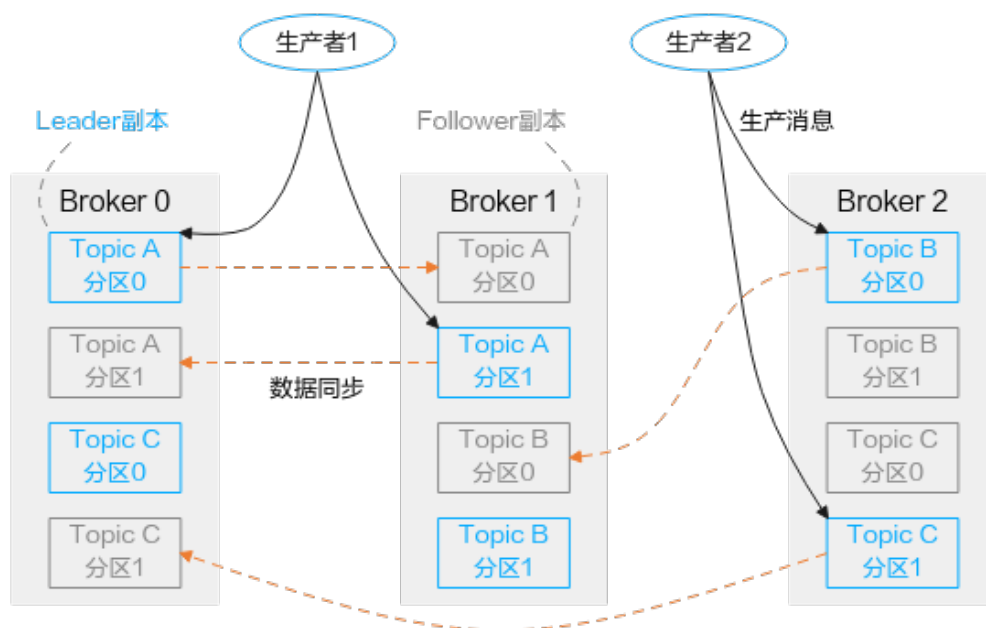 生产者1
生产者2
Leader副本
Follower副本
生产消息
Broker 0
Topic A
分区0
Topic A
分区1
Topic C
分区0
Topic C
分区1
数据同步
Broker 1
Topic A
分区0
Topic A
分区1
Topic B
分区0
Topic B
分区1
Broker 2
Topic B
分区0
Topic B
分区1
Topic C
分区0
Topic C
分区1